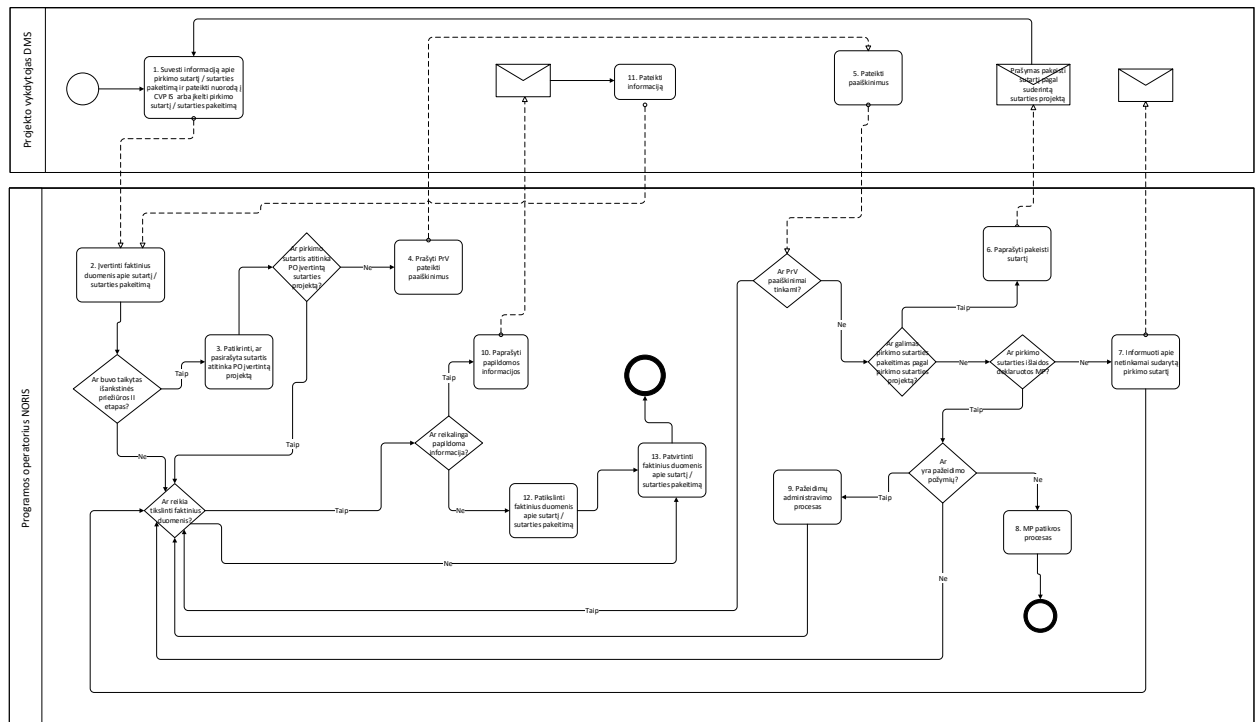 Projekto vykdytojas DMS
1. Suvesti informaciją apie
pirkimo sutartį / sutarties
pakeitimą ir pateikti nuorodą į
CVP IS arba įkelti pirkimo
sutartį / sutarties pakeitimą
11. Pateikti
informaciją
5. Pateikti
paaiškinimus
Prašymas pakeisti
sutartį pagal
suderintą
sutarties projektą
Programos operatorius NORIS
2. Įvertinti faktinius
duomenis apie sutartį /
sutarties pakeitimą
Ar pirkimo
sutartis atitinka
PO įvertintą
sutarties
projektą?
Ne
4. Prašyti PrV
pateikti
paaiškinimus
Ar PrV
paaiškinimai
tinkami?
6. Paprašyti pakeisti
sutartį
Taip
Ne
3. Patikrinti, ar
pasirašyta sutartis
atitinka PO įvertintą
projektą
10. Paprašyti
papildomos
informacijos
Ar galimas
pirkimo sutarties
pakeitimas pagal
pirkimo sutarties
projektą?
Ne
Ar pirkimo
sutarties išlaidos
deklaruotos MP?
Ne
7. Informuoti apie
netinkamai sudarytą
pirkimo sutartį
Ar buvo taikytas
išankstinės
priežiūros II
etapas?
Taip
Taip
Taip
Ne
Taip
Ar reikalinga
papildoma
informacija?
13. Patvirtinti
faktinius duomenis
apie sutartį /
sutarties pakeitimą
Ar
yra pažeidimo
požymių?
Ne
Taip
9. Pažeidimų
administravimo
procesas
Ar reikia
tikslinti faktinius
duomenis?
Taip
Ne
12. Patikslinti
faktinius duomenis
apie sutartį /
sutarties pakeitimą
8. MP patikros
procesas
Ne
Ne
Taip